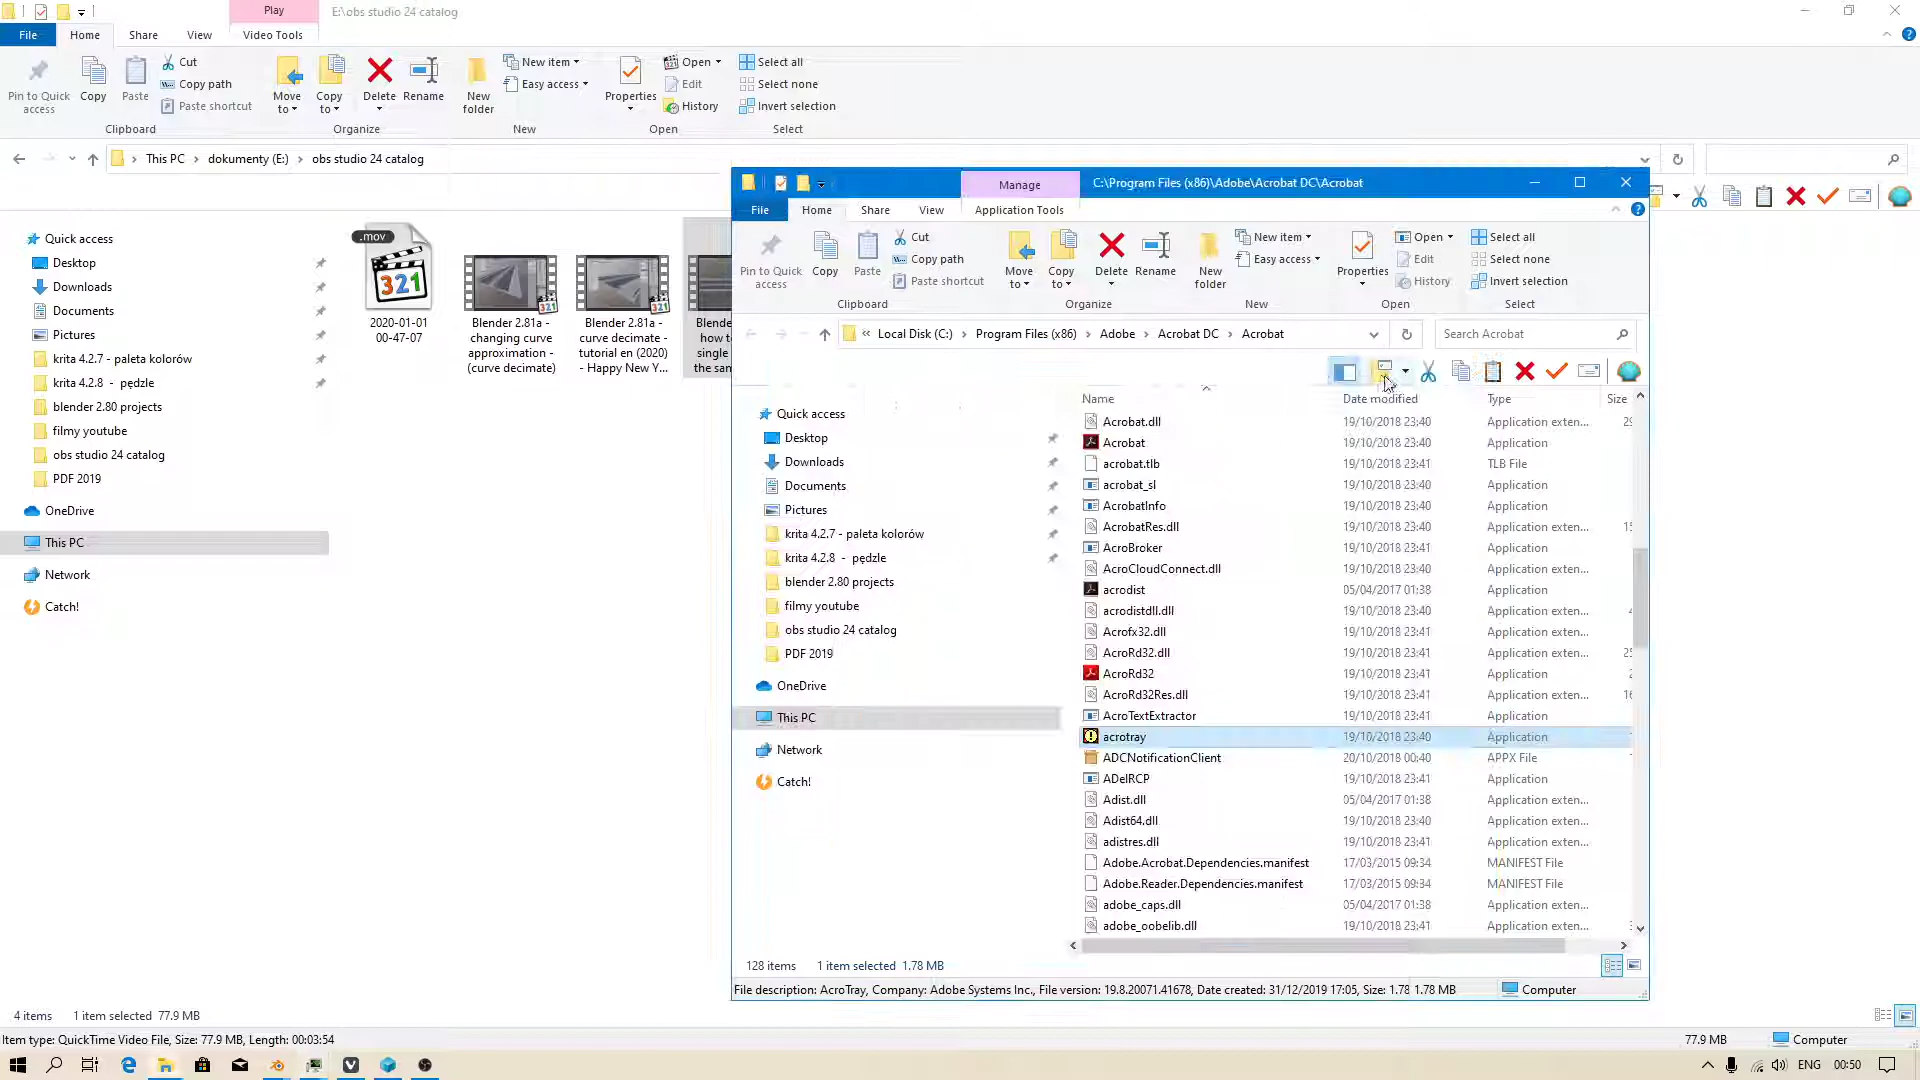 Play
E:\obs studio 24 catalog
File
Home
Share
View
Video Tools
Pin to Quick access
Copy
Paste
Cut
Copy path
Paste shortcut
Move to
Copy to
Delete
Rename
New folder
New item
Easy access
Properties
Open
Edit
History
Select all
Select none
Invert selection
Clipboard
Organize
New
Open
Select
This PC
dokumenty (E:)
obs studio 24 catalog
Quick access
Desktop
Downloads
Documents
Pictures
krita 4.2.7 - paleta kolorów
krita 4.2.8 - pędzle
blender 2.80 projects
filmy youtube
obs studio 24 catalog
PDF 2019
OneDrive
This PC
Network
Catch!
.mov
321
2020-01-01
00-47-07
Blender 2.81a -
changing curve
approximation -
(curve decimate)
Blender 2.81a -
curve decimate -
tutorial en (2020)
- Happy New Y...
Manage
C:\Program Files (x86)\Adobe\Acrobat DC\Acrobat
File
Home
Share
View
Application Tools
Pin to Quick access
Copy
Paste
Cut
Copy path
Paste shortcut
Move to
Copy to
Delete
Rename
New folder
New item
Easy access
Properties
Open
Edit
History
Select all
Select none
Invert selection
Clipboard
Organize
New
Open
Select
« Local Disk (C:)
Program Files (x86)
Adobe
Acrobat DC
Acrobat
Search Acrobat
Quick access
Desktop
Downloads
Documents
Pictures
krita 4.2.7 - paleta kolorów
krita 4.2.8 - pędzle
blender 2.80 projects
filmy youtube
obs studio 24 catalog
PDF 2019
OneDrive
This PC
Network
Catch!
Name Date modified Type Size
Acrobat.dll 19/10/2018 23:40 Application exten...
Acrobat 19/10/2018 23:40 Application
acrobat.tlb 19/10/2018 23:41 TLB File
acrobat_sl 19/10/2018 23:40 Application
AcrobatInfo 19/10/2018 23:40 Application
AcrobatRes.dll 19/10/2018 23:40 Application exten...
AcroBroker 19/10/2018 23:40 Application
AcroCloudConnect.dll 19/10/2018 23:40 Application exten...
acrodist 05/04/2017 01:38 Application
acrodistdll.dll 19/10/2018 23:40 Application exten...
Acrofx32.dll 19/10/2018 23:40 Application exten...
AcroRd32.dll 19/10/2018 23:41 Application exten...
AcroRd32 19/10/2018 23:41 Application
AcroRd32Res.dll 19/10/2018 23:41 Application exten...
AcroTextExtractor 19/10/2018 23:41 Application
acrotray 19/10/2018 23:40 Application
ADCNotificationClient 20/10/2018 00:40 APPX File
ADelRCP 19/10/2018 23:41 Application
Adist.dll 05/04/2017 01:38 Application exten...
Adist64.dll 19/10/2018 23:40 Application exten...
adistres.dll 19/10/2018 23:41 Application exten...
Adobe.Acrobat.Dependencies.manifest 17/03/2015 09:34 MANIFEST File
Adobe.Reader.Dependencies.manifest 17/03/2015 09:34 MANIFEST File
adobe_caps.dll 05/04/2017 01:38 Application exten...
adobe_oobelib.dll 19/10/2018 23:41 Application exten...
128 items 1 item selected 1.78 MB
File description: AcroTray, Company: Adobe Systems Inc., File version: 19.8.20071.41678, Date created: 31/12/2019 17:05, Size: 1.78 1.78 MB Computer
4 items 1 item selected 77.9 MB
Item type: QuickTime Video File, Size: 77.9 MB, Length: 00:03:54
77.9 MB Computer
ENG 00:50